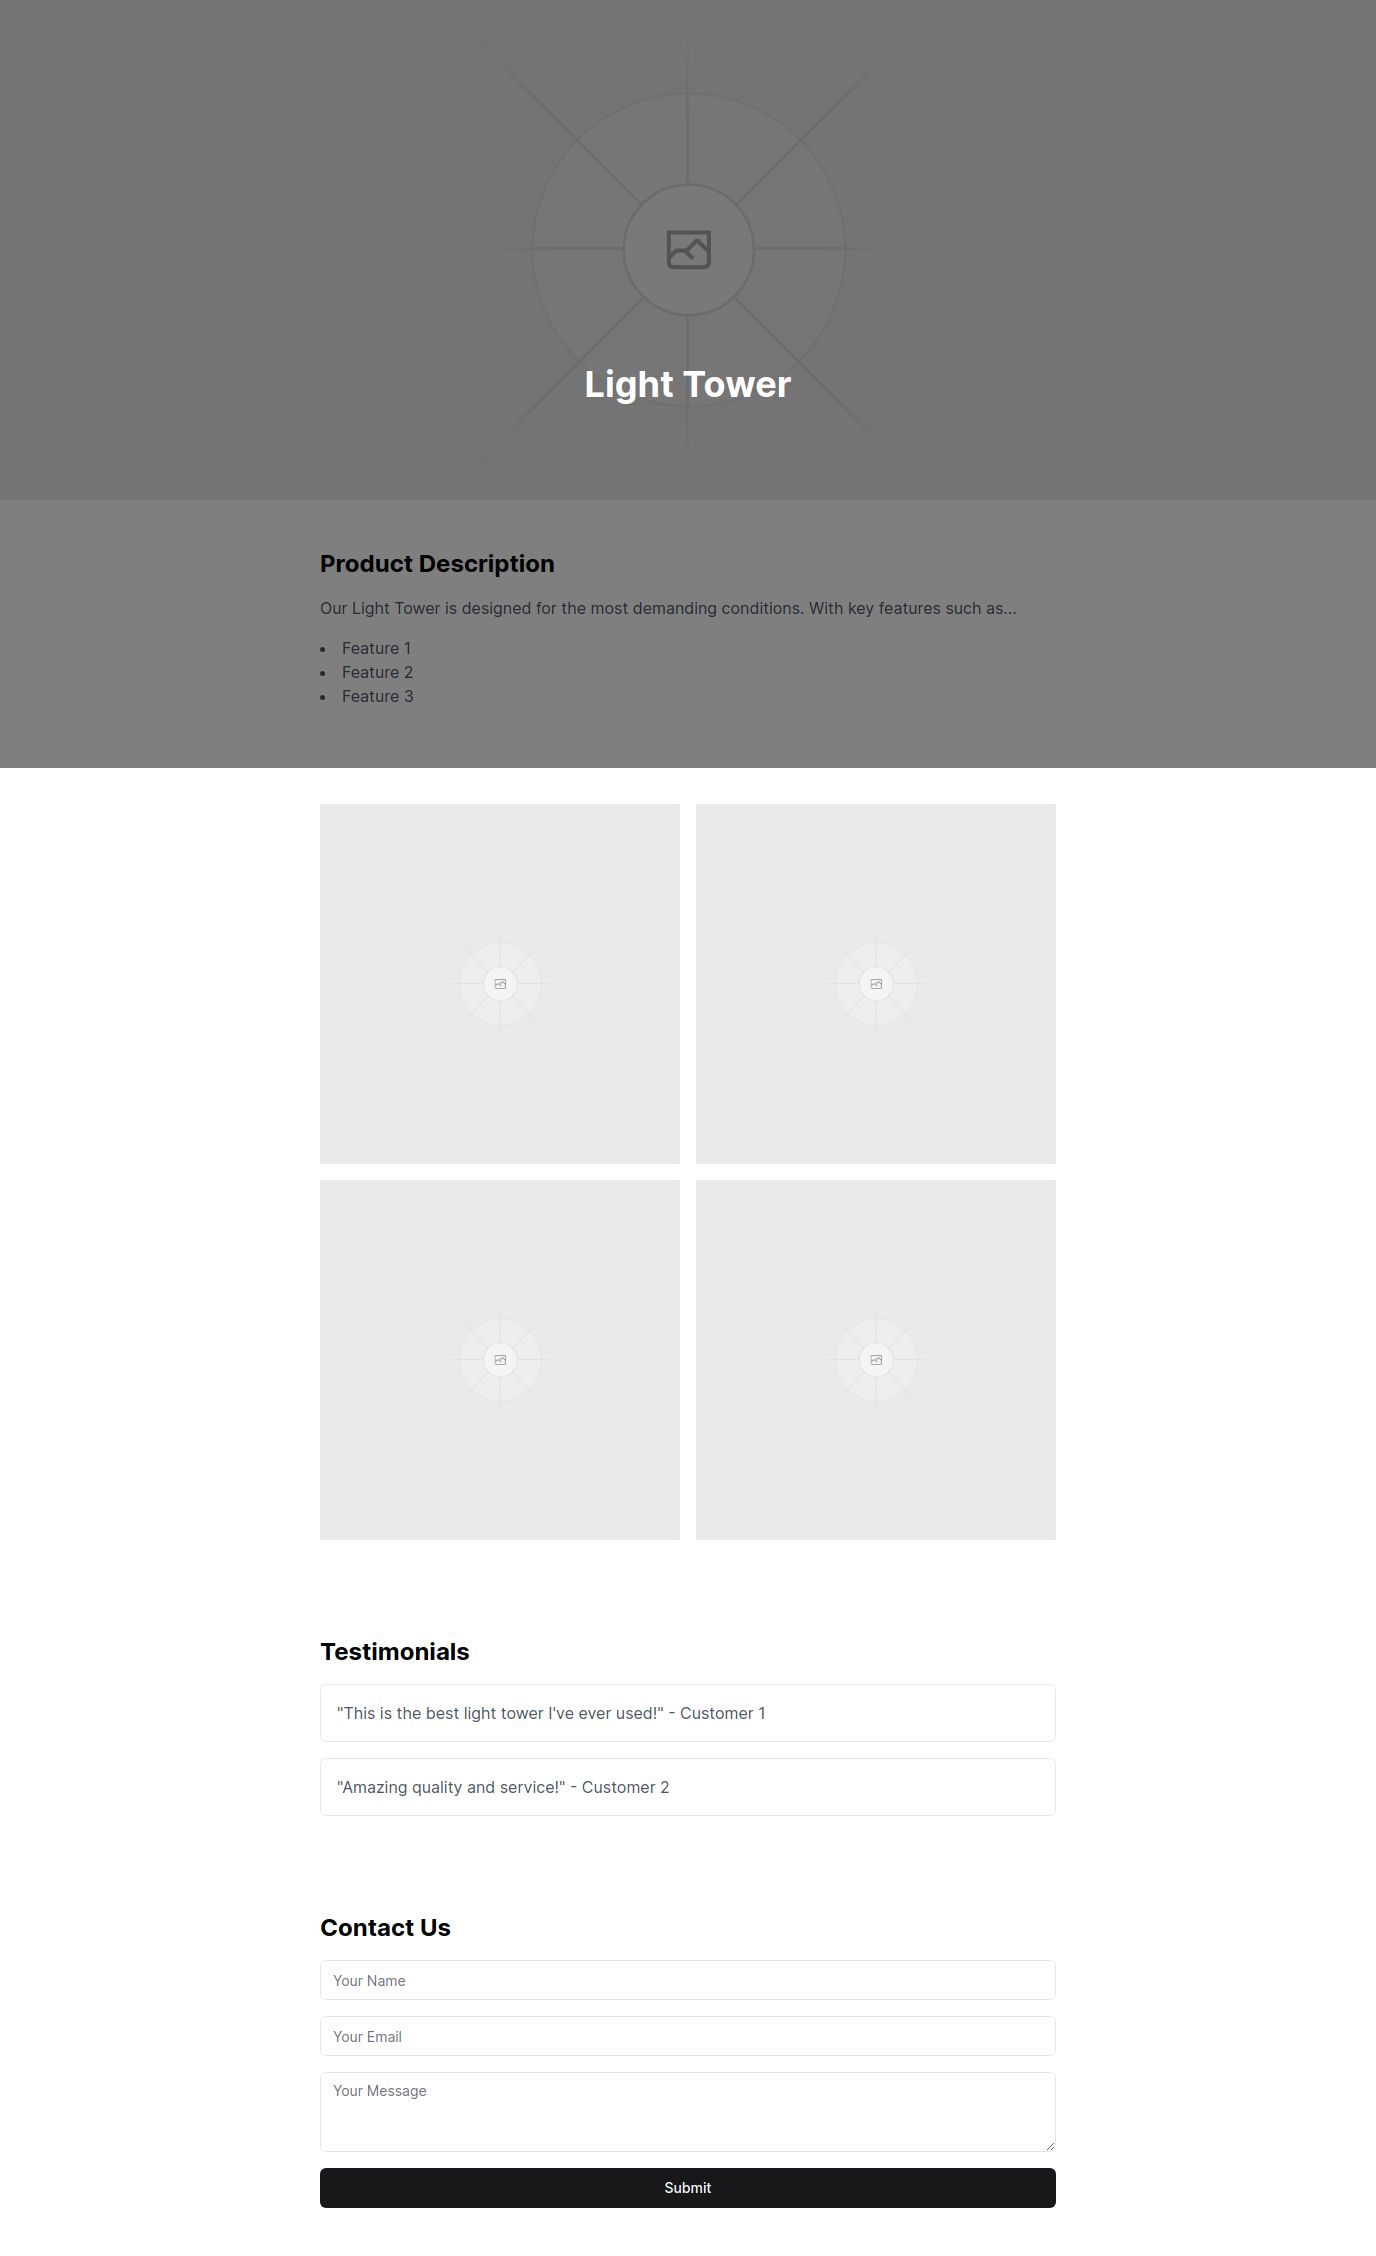 Light Tower
Product Description
Our Light Tower is designed for the most demanding conditions. With key features such as...
Feature 1
Feature 2
Feature 3
Testimonials
"This is the best light tower I've ever used!" - Customer 1
"Amazing quality and service!" - Customer 2
Contact Us
Your Name
Your Email
Your Message
Submit